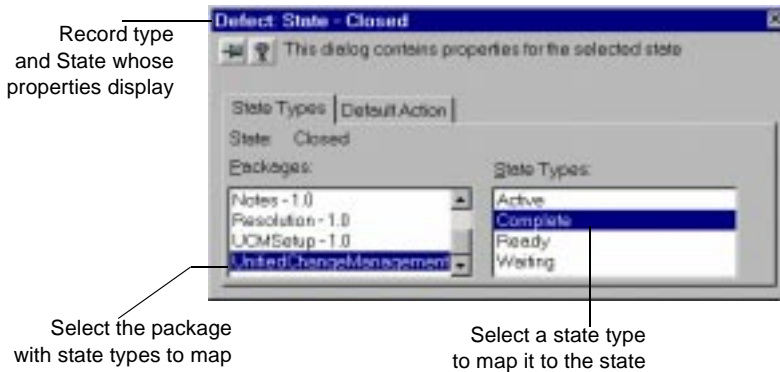 Record type
and State whose
properties display
Defect: State - Closed
This dialog contains properties for the selected state
State Types
Default Action
State: Closed
Packages:
State Types:
Notes - 1.0
Resolution - 1.0
UCMSetup - 1.0
UnifiedChangeManagement
Active
Complete
Ready
Waiting
Select the package
with state types to map
Select a state type
to map it to the state